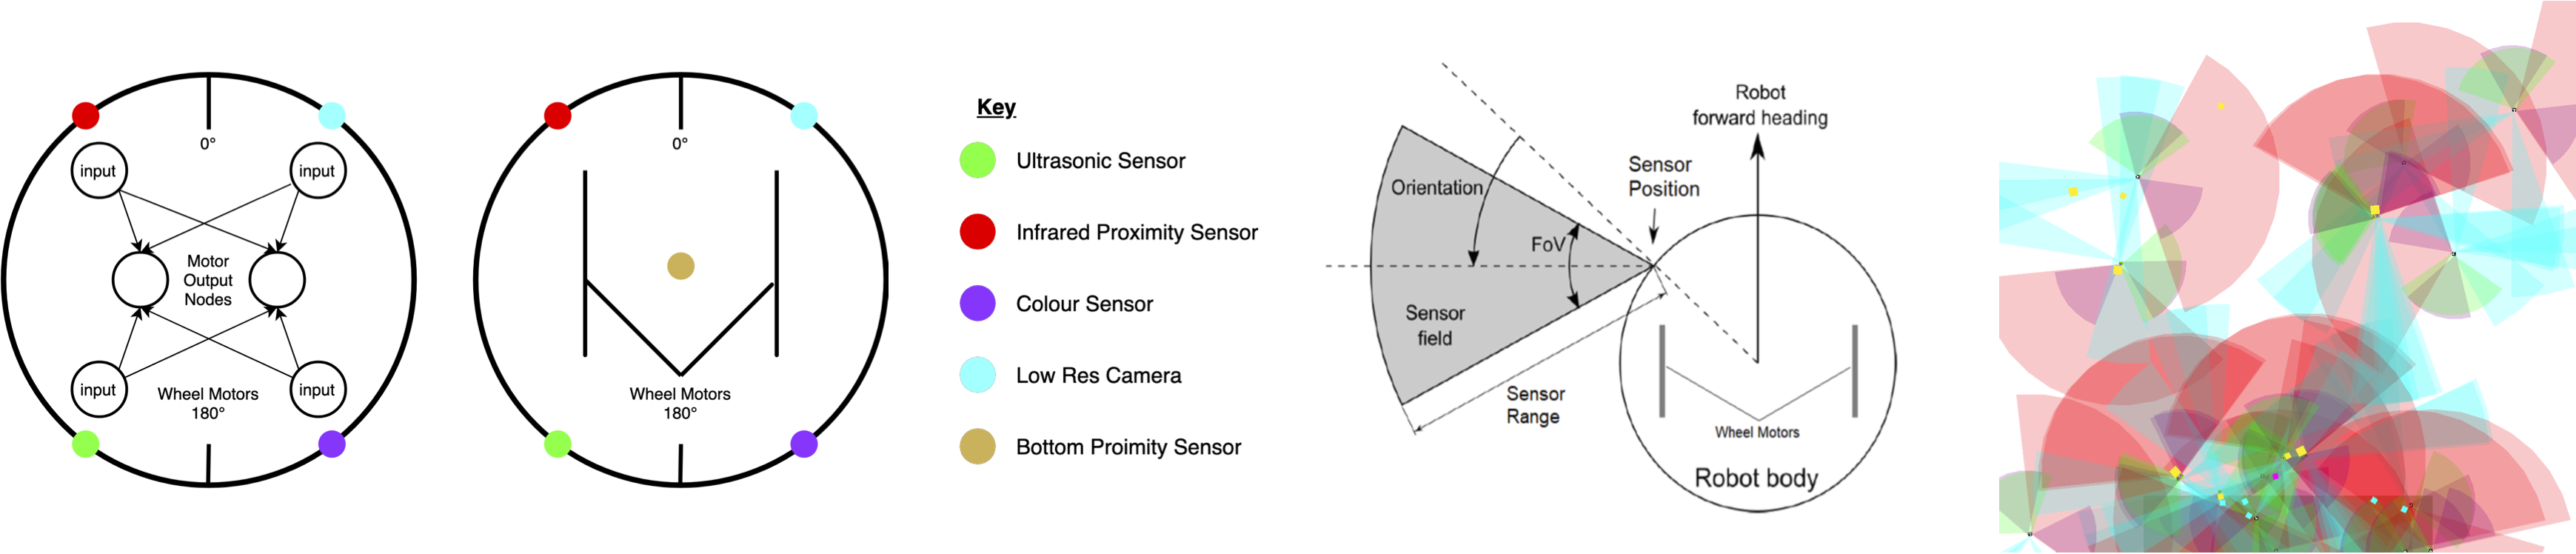 0°
input
input
Motor
Output
Nodes
input
input
Wheel Motors
180°
0°
Wheel Motors
180°
Key
Ultrasonic Sensor
Infrared Proximity Sensor
Colour Sensor
Low Res Camera
Bottom Proimity Sensor
Robot
forward heading
Sensor
Position
Orientation
FoV
Sensor
field
Sensor
Range
Wheel Motors
Robot body